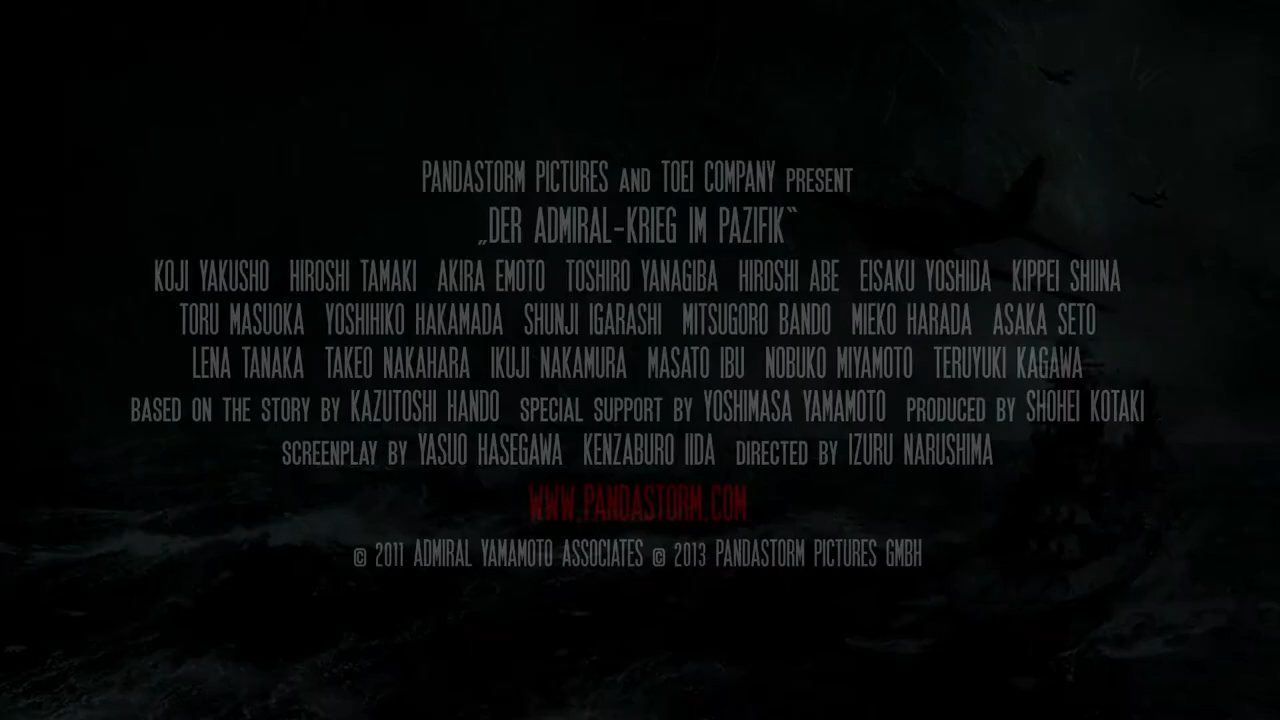 PANDASTORM PICTURES AND TOEI COMPANY PRESENT
„DER ADMIRAL-KRIEG IM PAZIFIK‟
KOJI YAKUSHO HIROSHI TAMAKI AKIRA EMOTO TOSHIRO YANAGIBA HIROSHI ABE EISAKU YOSHIDA KIPPEI SHIINA
TORU MASUOKA YOSHIHIKO HAKAMADA SHUNJI IGARASHI MITSUGORO BANDO MIEKO HARADA ASAKA SETO
LENA TANAKA TAKEO NAKAHARA IKUJI NAKAMURA MASATO IBU NOBUKO MIYAMOTO TERUYUKI KAGAWA
BASED ON THE STORY BY KAZUTOSHI HANDO SPECIAL SUPPORT BY YOSHIMASA YAMAMOTO PRODUCED BY SHOHEI KOTAKI
SCREENPLAY BY YASUO HASEGAWA KENZABURO IIDA DIRECTED BY IZURU NARUSHIMA
WWW.PANDASTORM.COM
© 2011 ADMIRAL YAMAMOTO ASSOCIATES © 2013 PANDASTORM PICTURES GMBH